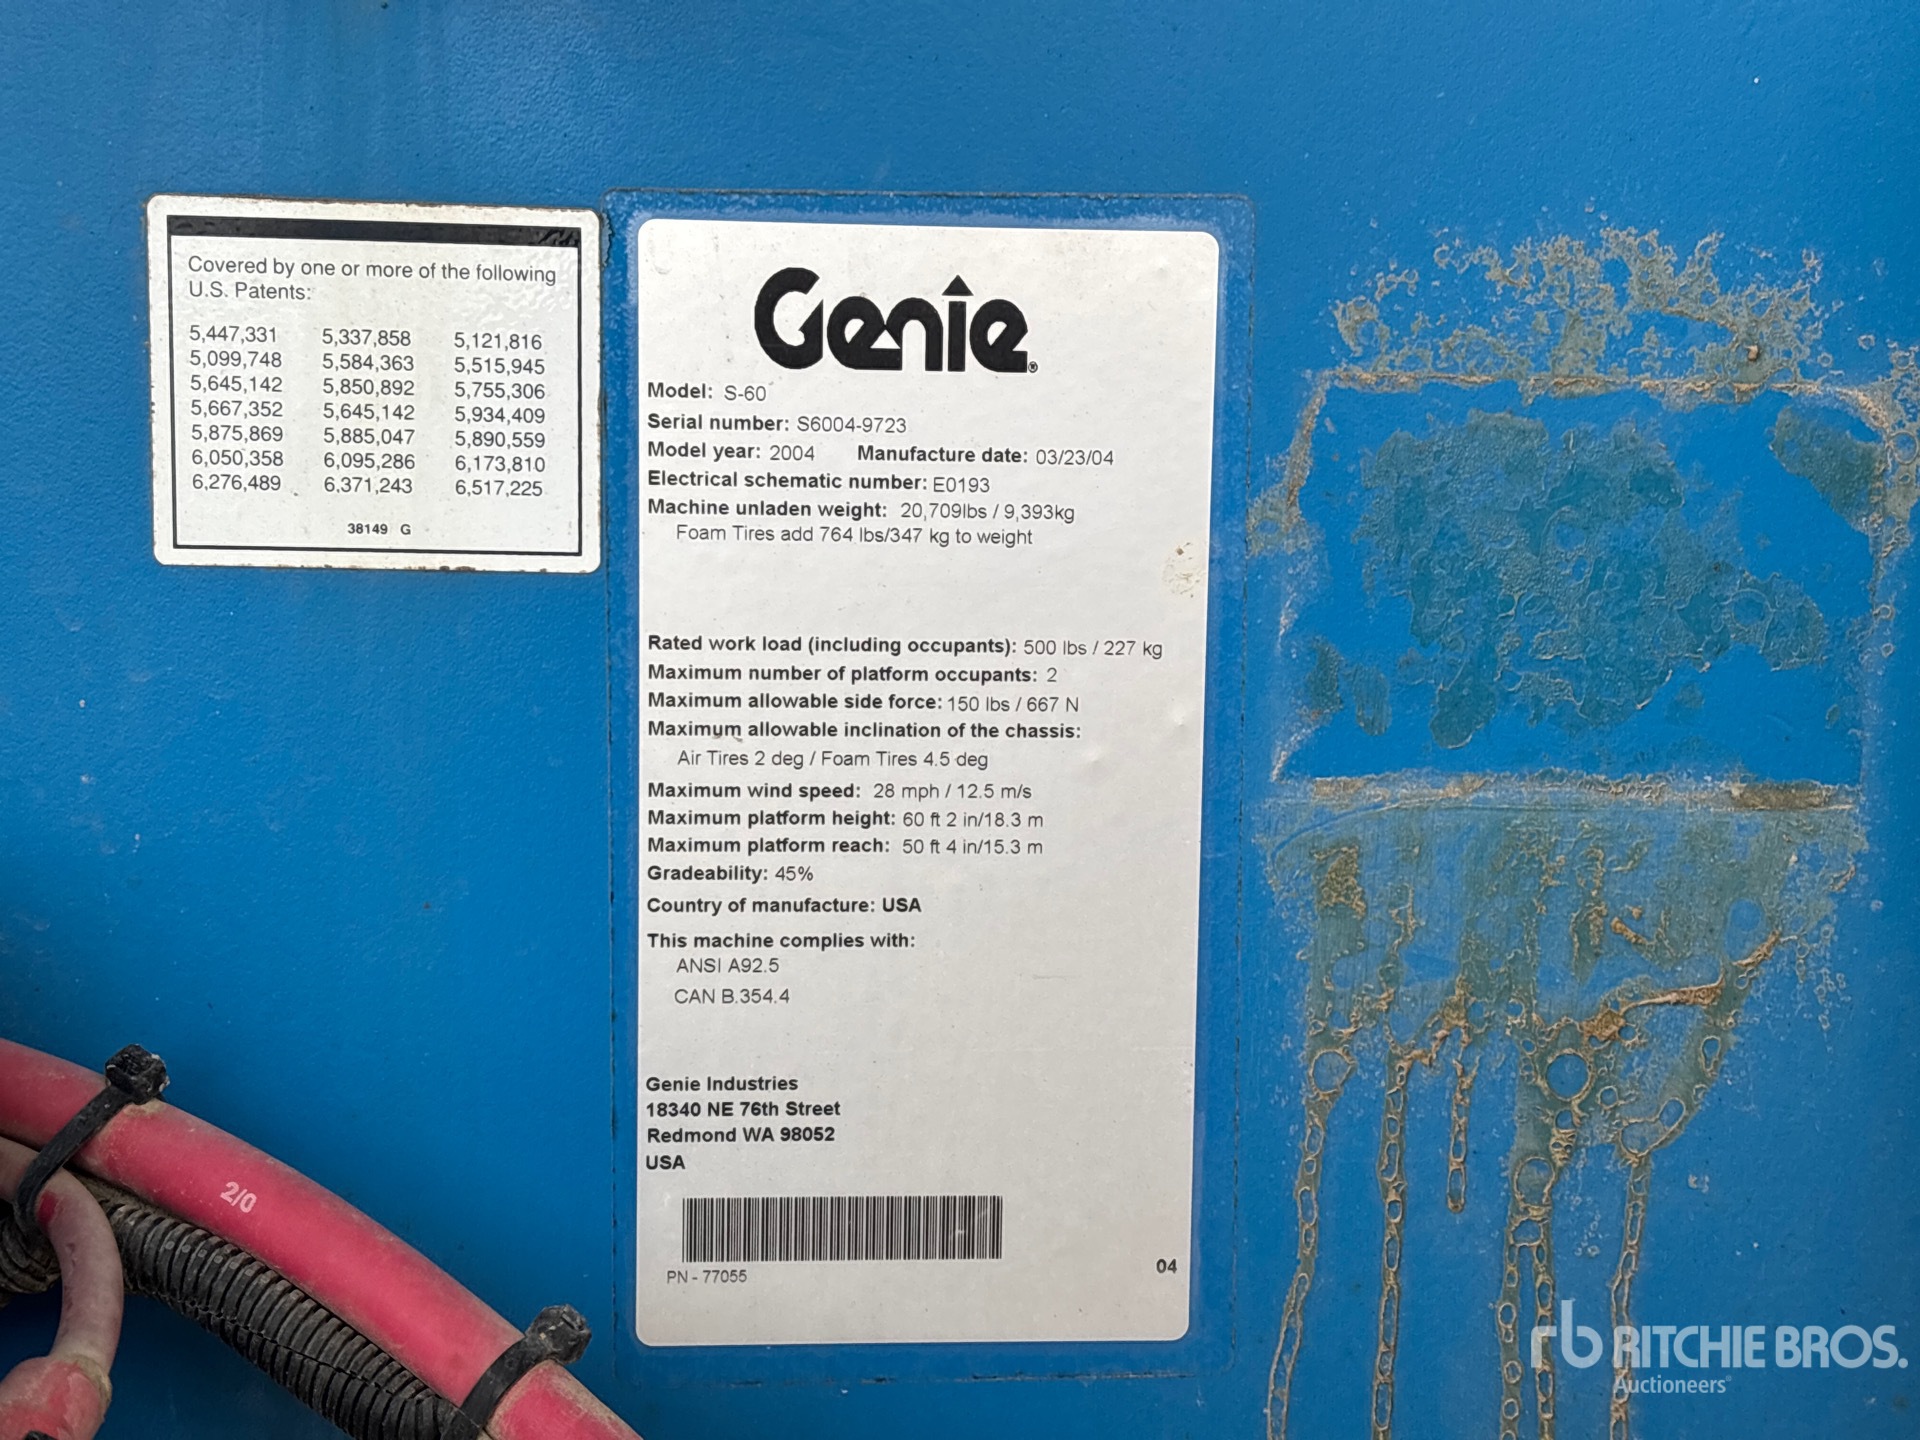 Covered by one or more of the following
U.S. Patents:
5,447,331 5,337,858 5,121,816
5,099,748 5,584,363 5,515,945
5,645,142 5,850,892 5,755,306
5,667,352 5,645,142 5,934,409
5,875,869 5,885,047 5,890,559
6,050,358 6,095,286 6,173,810
6,276,489 6,371,243 6,517,225
38149 G
Genie®
Model: S-60
Serial number: S6004-9723
Model year: 2004 Manufacture date: 03/23/04
Electrical schematic number: E0193
Machine unladen weight: 20,709lbs / 9,393kg
Foam Tires add 764 lbs/347 kg to weight
Rated work load (including occupants): 500 lbs / 227 kg
Maximum number of platform occupants: 2
Maximum allowable side force: 150 lbs / 667 N
Maximum allowable inclination of the chassis:
Air Tires 2 deg / Foam Tires 4.5 deg
Maximum wind speed: 28 mph / 12.5 m/s
Maximum platform height: 60 ft 2 in/18.3 m
Maximum platform reach: 50 ft 4 in/15.3 m
Gradeability: 45%
Country of manufacture: USA
This machine complies with:
ANSI A92.5
CAN B.354.4
Genie Industries
18340 NE 76th Street
Redmond WA 98052
USA
PN - 77055
04
2/0
rb RITCHIE BROS.
Auctioneers